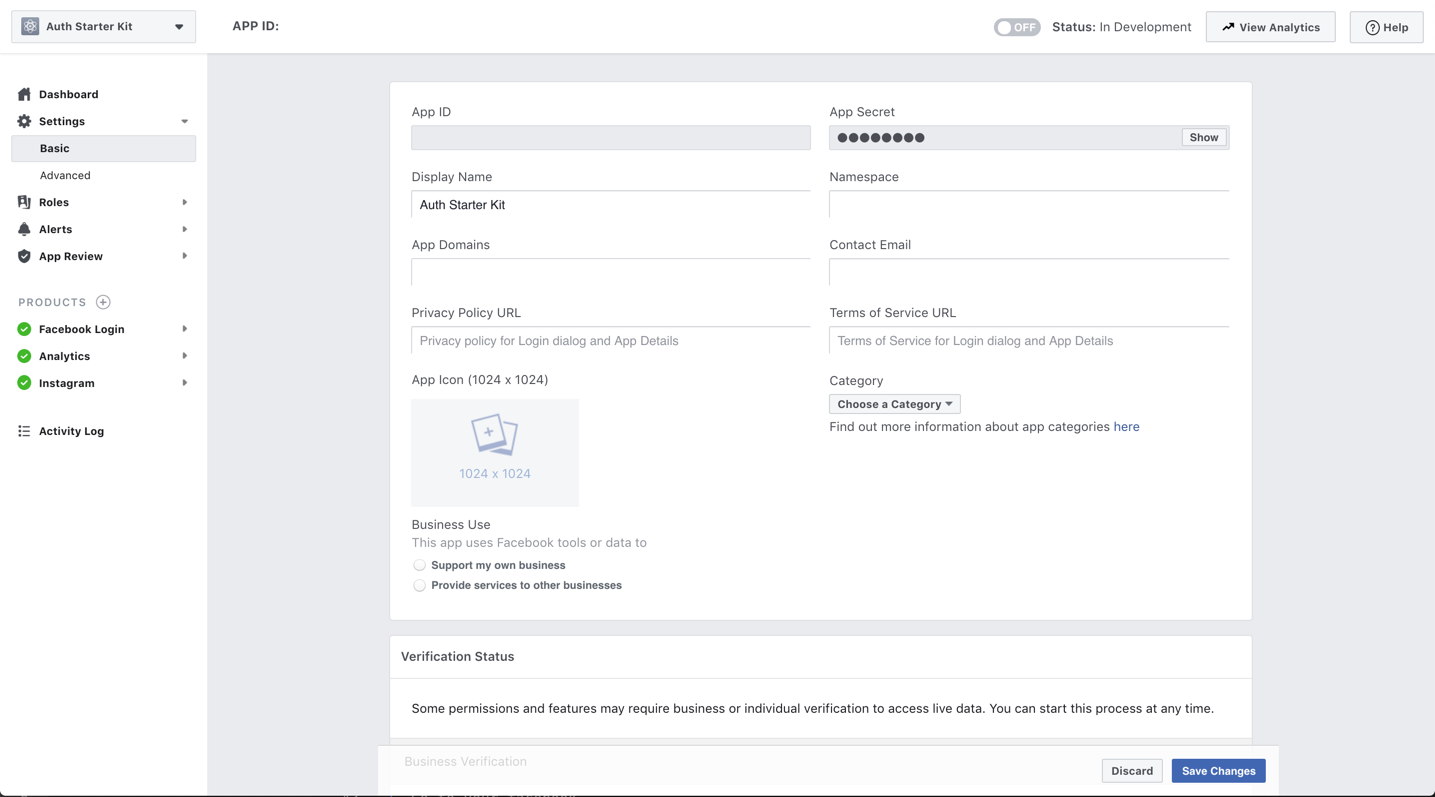 Auth Starter Kit
APP ID:
OFF
Status: In Development
View Analytics
Help
Dashboard
Settings
Basic
Advanced
Roles
Alerts
App Review
PRODUCTS
Facebook Login
Analytics
Instagram
Activity Log
App ID
App Secret
●●●●●●●●
Show
Display Name
Auth Starter Kit
Namespace
App Domains
Contact Email
Privacy Policy URL
Privacy policy for Login dialog and App Details
Terms of Service URL
Terms of Service for Login dialog and App Details
App Icon (1024 x 1024)
1024 x 1024
Category
Choose a Category
Find out more information about app categories here
Business Use
This app uses Facebook tools or data to
Support my own business
Provide services to other businesses
Verification Status
Some permissions and features may require business or individual verification to access live data. You can start this process at any time.
Business Verification
Discard
Save Changes